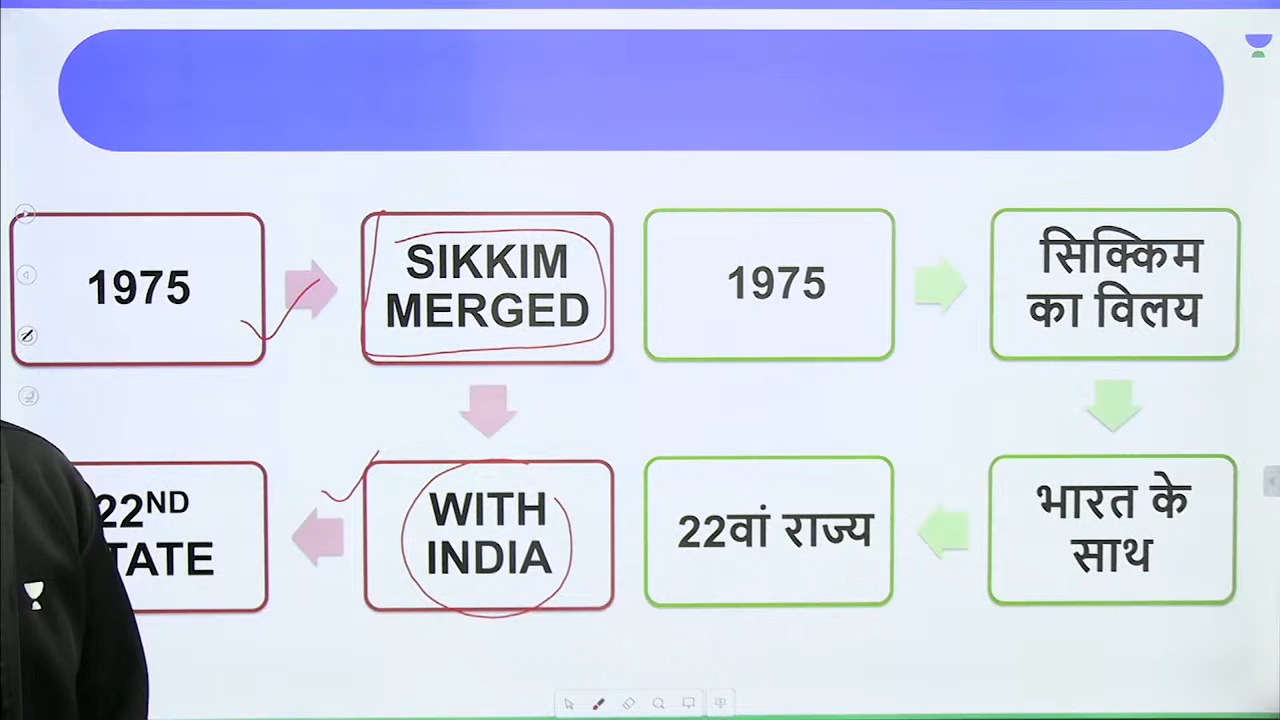 1975
SIKKIM
MERGED
1975
सिक्किम
का विलय
22ND
TATE
WITH
INDIA
22वां राज्य
भारत के
साथ